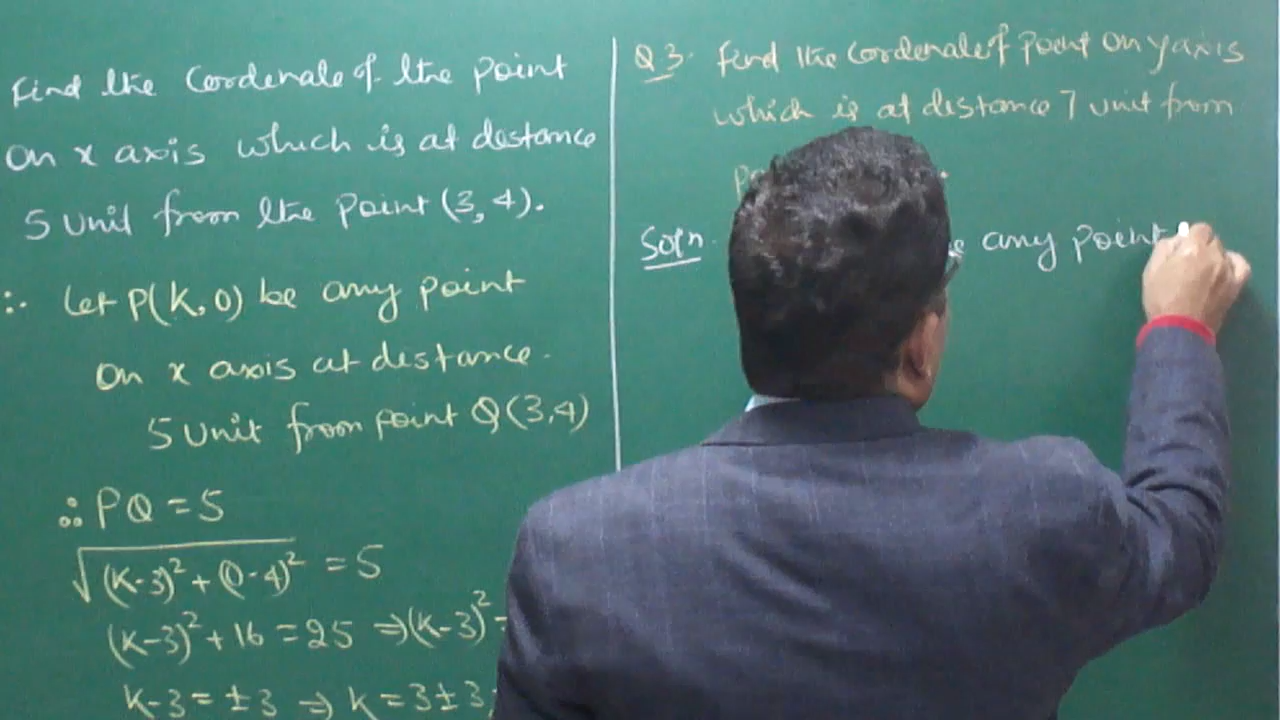 Find the Cordenate of the point
on x axis which is at destance
5 Unit from the point (3, 4).
∴ Let P(K, 0) be any point
on x axis at distance.
5 Unit from point Q(3,4)
∴ PQ = 5
√(K-3)² + (0-4)² = 5
(K-3)² + 16 = 25 ⇒ (K-3)²
K-3 = ±3 ⇒ K = 3±3
Q 3. Find the Cordenate of point on y axis
which is at distance 7 unit from
Soln.
any point